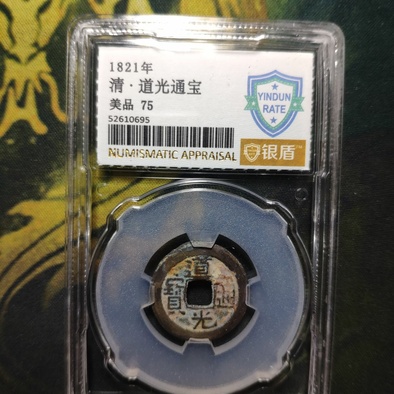 1821年
清·道光通宝
美品 75
52610695
YINDUN
RATE
NUMISMATIC APPRAISAL
银盾
道光通寶